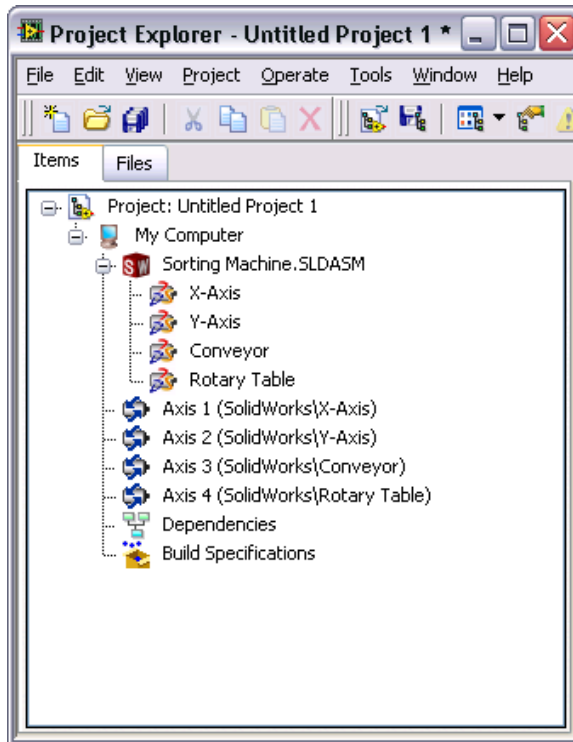 Project Explorer - Untitled Project 1 *
File Edit View Project Operate Tools Window Help
Items Files
Project: Untitled Project 1
My Computer
SW Sorting Machine.SLDASM
X-Axis
Y-Axis
Conveyor
Rotary Table
Axis 1 (SolidWorks\X-Axis)
Axis 2 (SolidWorks\Y-Axis)
Axis 3 (SolidWorks\Conveyor)
Axis 4 (SolidWorks\Rotary Table)
Dependencies
Build Specifications